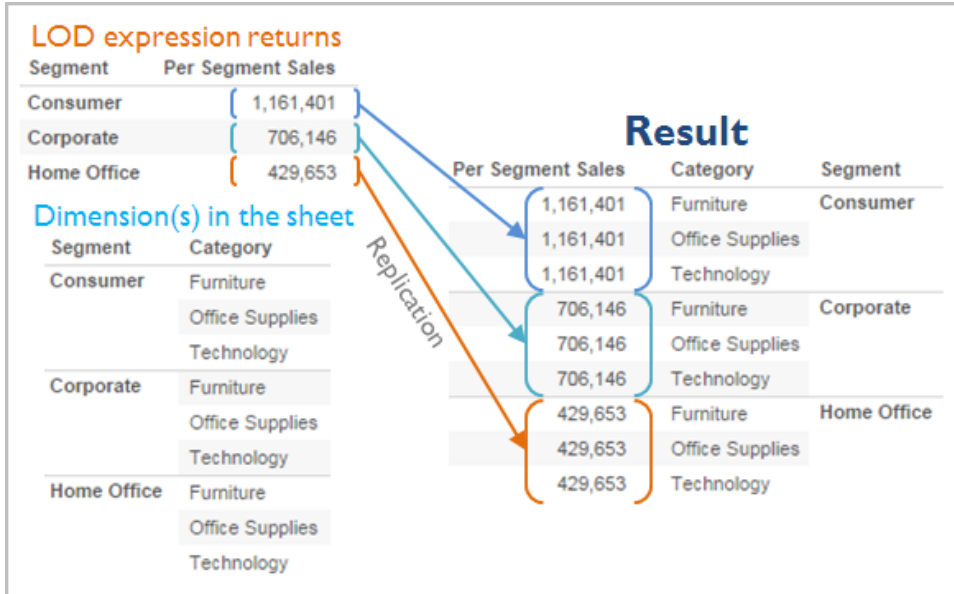 LOD expression returns
Segment Per Segment Sales
Consumer 1,161,401
Corporate 706,146
Home Office 429,653
Dimension(s) in the sheet
Segment Category
Consumer Furniture
Office Supplies
Technology
Corporate Furniture
Office Supplies
Technology
Home Office Furniture
Office Supplies
Technology
Replication
Result
Per Segment Sales Category Segment
1,161,401 Furniture Consumer
1,161,401 Office Supplies
1,161,401 Technology
706,146 Furniture Corporate
706,146 Office Supplies
706,146 Technology
429,653 Furniture Home Office
429,653 Office Supplies
429,653 Technology